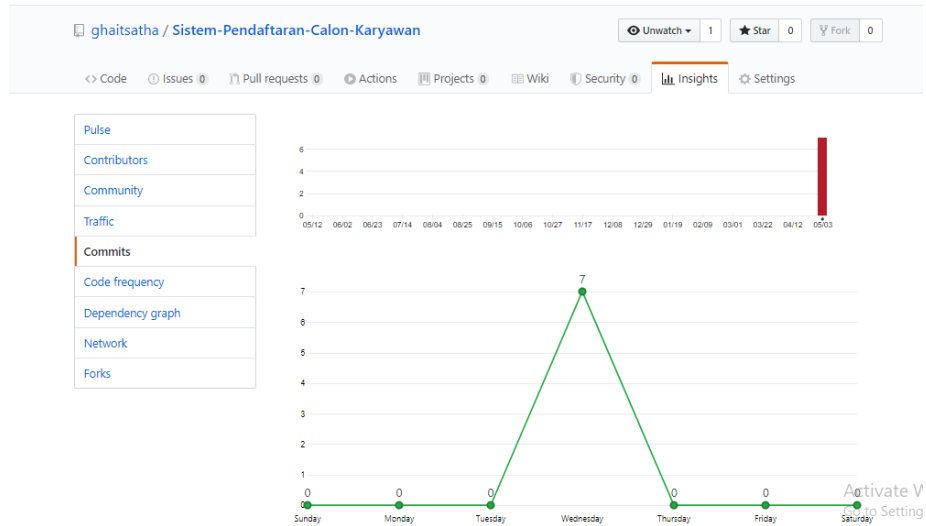 ghaitsatha / Sistem-Pendaftaran-Calon-Karyawan
Unwatch 1 Star 0 Fork 0
Code Issues 0 Pull requests 0 Actions Projects 0 Wiki Security 0 Insights Settings
Pulse
Contributors
Community
Traffic
Commits
Code frequency
Dependency graph
Network
Forks
6
4
2
0
05/12 06/02 06/23 07/14 08/04 08/25 09/15 10/06 10/27 11/17 12/08 12/29 01/19 02/09 03/01 03/22 04/12 05/03
7
7
6
5
4
3
2
1
0 0 0 0 0 0
0
Sunday Monday Tuesday Wednesday Thursday Friday Saturday
Activate W
Go to Setting